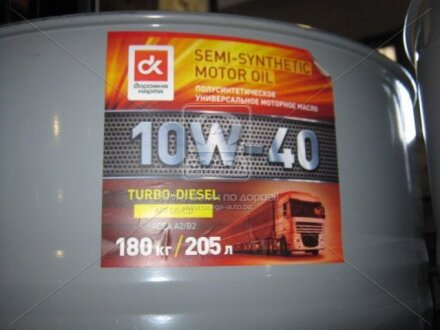 SEMI-SYNTHETIC
MOTOR OIL
дорожня
карта
ПОЛУСИНТЕТИЧЕСКОЕ
УНИВЕРСАЛЬНОЕ МОТОРНОЕ МАСЛО
10W-40
TURBO-DIESEL
ACEA A2/B2
180 кг/205 л